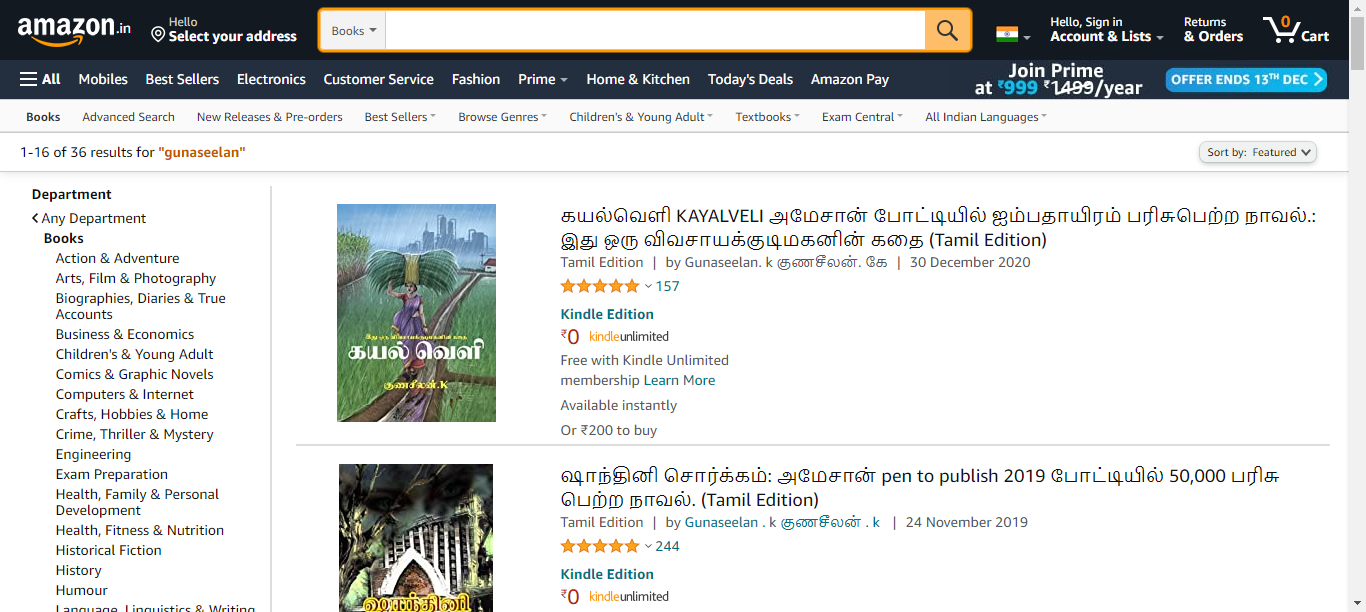 amazon.in
Hello
Select your address
Books
Hello, Sign in
Account & Lists
Returns
& Orders
0
Cart
All
Mobiles
Best Sellers
Electronics
Customer Service
Fashion
Prime
Home & Kitchen
Today's Deals
Amazon Pay
Join Prime
at ₹999 ₹1499/year
OFFER ENDS 13TH DEC
Books
Advanced Search
New Releases & Pre-orders
Best Sellers
Browse Genres
Children's & Young Adult
Textbooks
Exam Central
All Indian Languages
1-16 of 36 results for "gunaseelan"
Sort by: Featured
Department
Any Department
Books
Action & Adventure
Arts, Film & Photography
Biographies, Diaries & True
Accounts
Business & Economics
Children's & Young Adult
Comics & Graphic Novels
Computers & Internet
Crafts, Hobbies & Home
Crime, Thriller & Mystery
Engineering
Exam Preparation
Health, Family & Personal
Development
Health, Fitness & Nutrition
Historical Fiction
History
Humour
Language, Linguistics & Writing
இது ஒரு விவசாயக்குடிமகனின் கதை
கயல் வெளி
குணசீலன்.K
கயல்வெளி KAYALVELI அமேசான் போட்டியில் ஐம்பதாயிரம் பரிசுபெற்ற நாவல்.:
இது ஒரு விவசாயக்குடிமகனின் கதை (Tamil Edition)
Tamil Edition | by Gunaseelan. k குணசீலன். கே | 30 December 2020
157
Kindle Edition
₹0 kindleunlimited
Free with Kindle Unlimited
membership Learn More
Available instantly
Or ₹200 to buy
ஷாந்தினி
ஷாந்தினி சொர்க்கம்: அமேசான் pen to publish 2019 போட்டியில் 50,000 பரிசு
பெற்ற நாவல். (Tamil Edition)
Tamil Edition | by Gunaseelan . k குணசீலன் . k | 24 November 2019
244
Kindle Edition
₹0 kindleunlimited